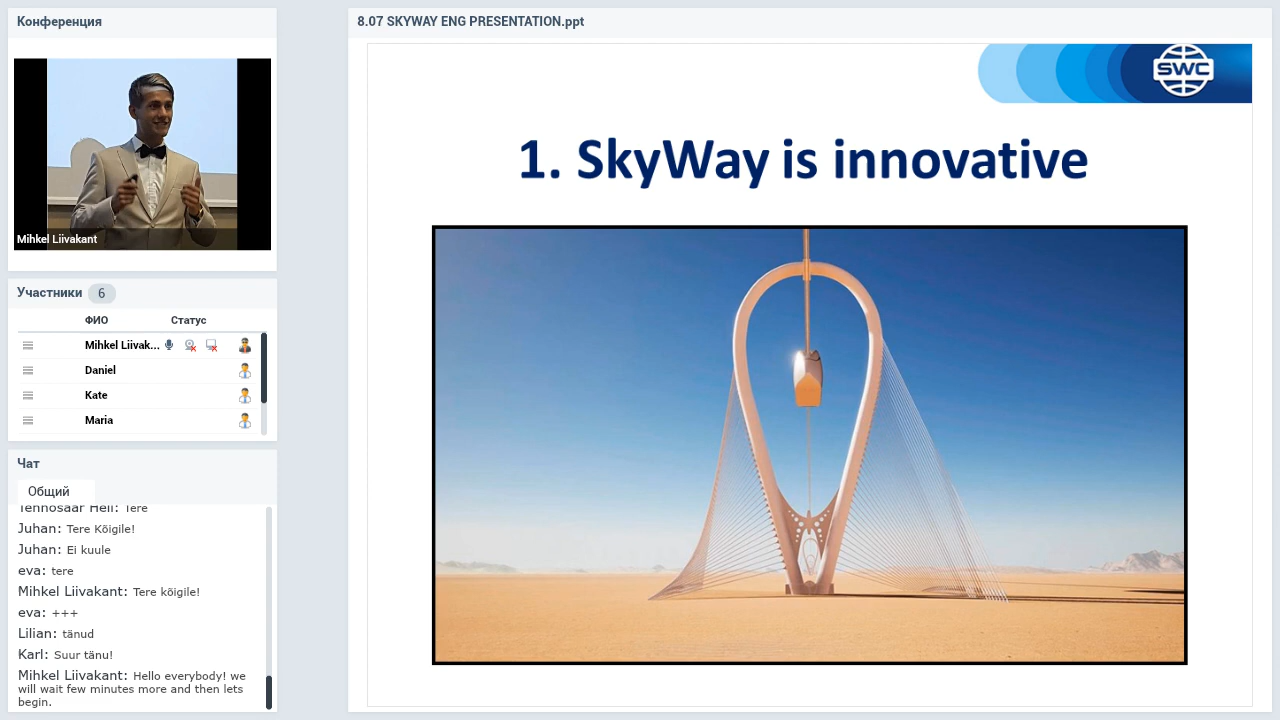 Конференция
Mihkel Liivakant
Участники 6
ФИО Статус
Mihkel Liivak...
Daniel
Kate
Maria
Чат
Общий
Tennosaar Heli: Tere
Juhan: Tere Kõigile!
Juhan: Ei kuule
eva: tere
Mihkel Liivakant: Tere kõigile!
eva: +++
Lilian: tänud
Karl: Suur tänu!
Mihkel Liivakant: Hello everybody! we
will wait few minutes more and then lets
begin.
8.07 SKYWAY ENG PRESENTATION.ppt
SWC
1. SkyWay is innovative